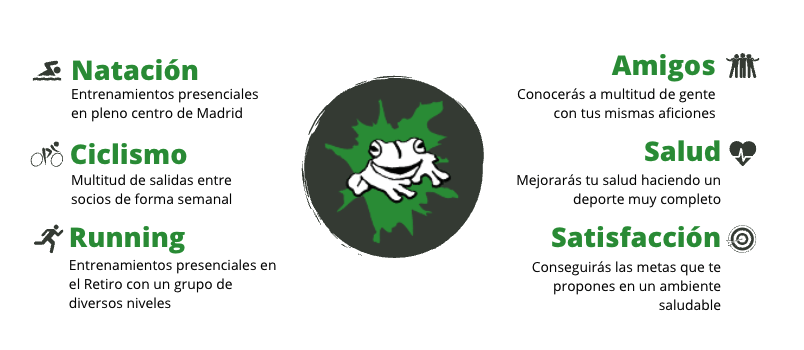 Natación
Entrenamientos presenciales
en pleno centro de Madrid
Ciclismo
Multitud de salidas entre
socios de forma semanal
Running
Entrenamientos presenciales en
el Retiro con un grupo de
diversos niveles
Amigos
Conocerás a multitud de gente
con tus mismas aficiones
Salud
Mejorarás tu salud haciendo un
deporte muy completo
Satisfacción
Conseguirás las metas que te
propones en un ambiente
saludable